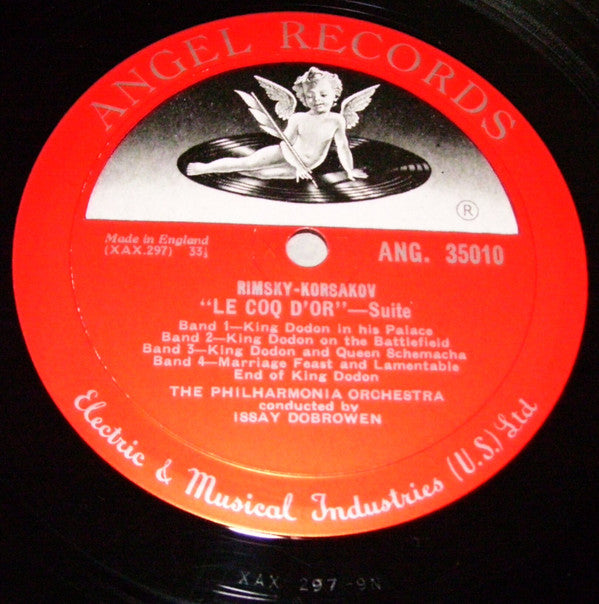 ANGEL RECORDS
®
Made in England
(XAX.297) 33⅓
ANG. 35010
RIMSKY-KORSAKOV
"LE COQ D'OR"—Suite
Band 1—King Dodon in his Palace
Band 2—King Dodon on the Battlefield
Band 3—King Dodon and Queen Schemacha
Band 4—Marriage Feast and Lamentable
End of King Dodon
THE PHILHARMONIA ORCHESTRA
conducted by
ISSAY DOBROWEN
Electric & Musical Industries (U.S.) Ltd
XAX 297-9N